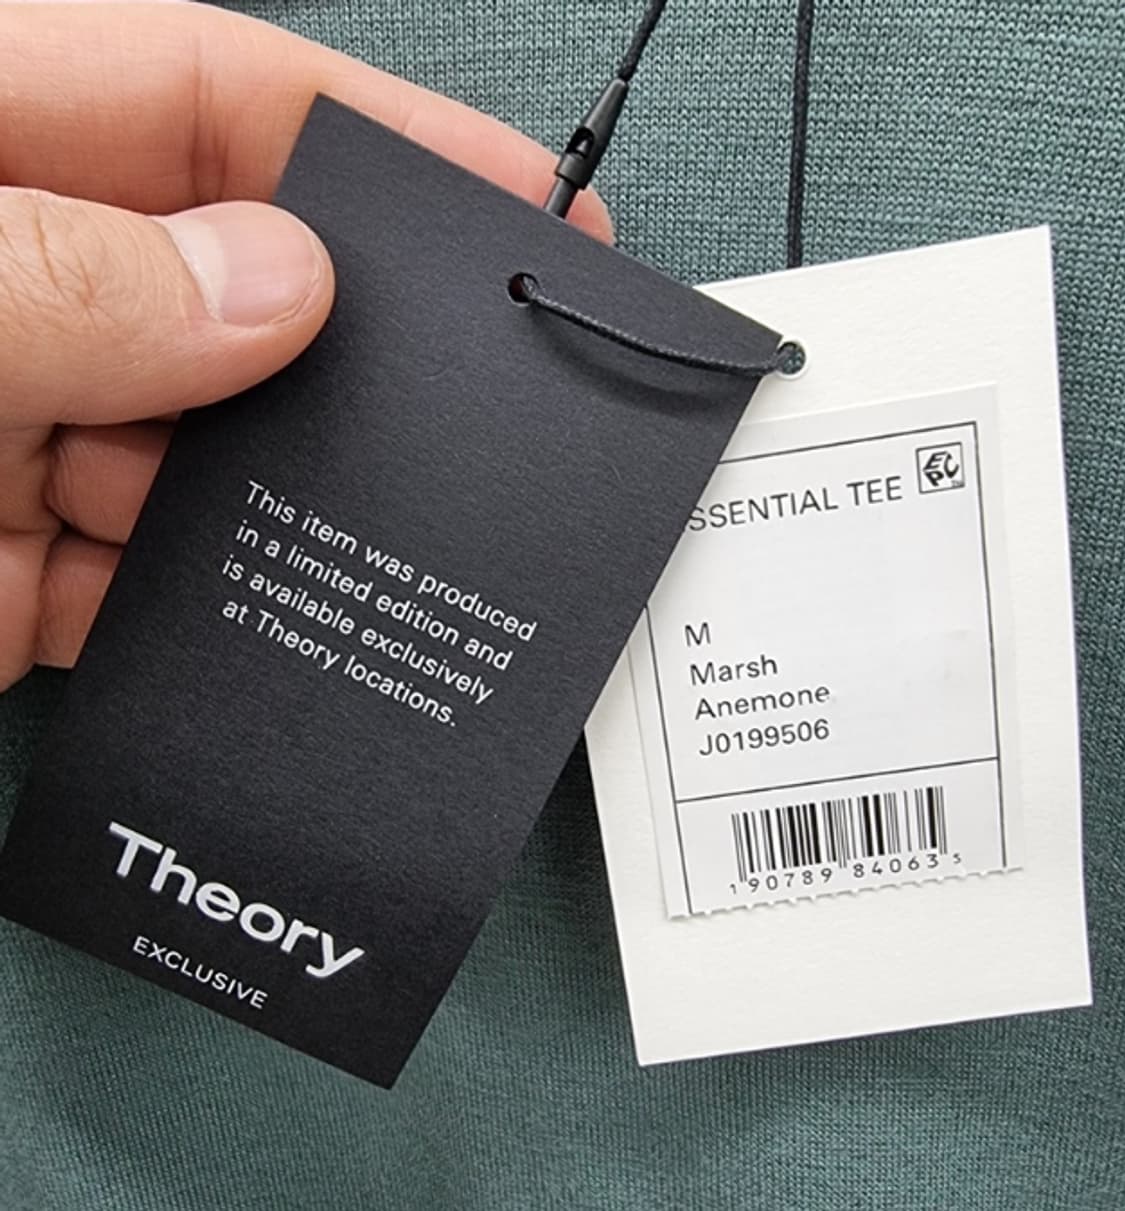 This item was produced
in a limited edition and
is available exclusively
at Theory locations.
Theory
EXCLUSIVE
SSENTIAL TEE
EPC
M
Marsh
Anemone
J0199506
1 90789 84063 5